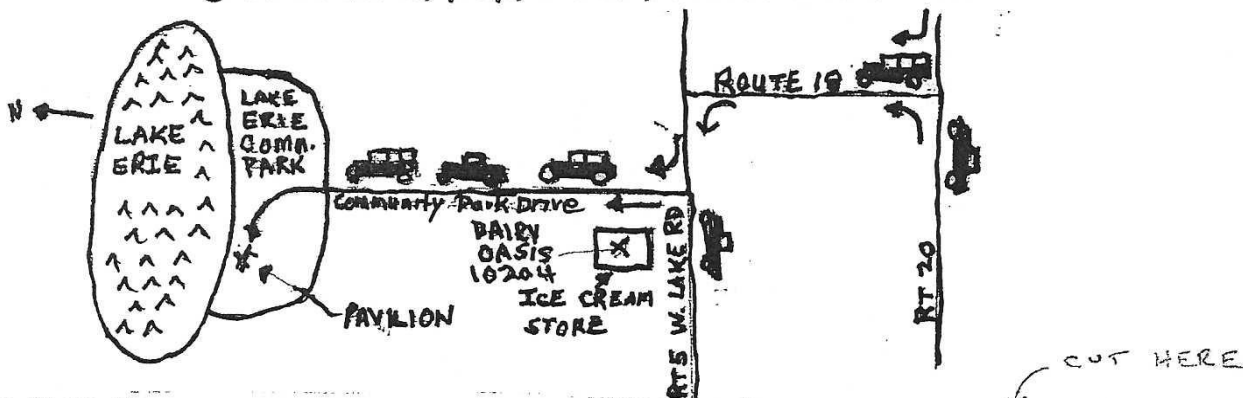 N
LAKE
ERIE
LAKE
ERIE
COMM.
PARK
Community Park Drive
DAIRY
OASIS
10204
ICE CREAM
STORE
PAVILION
ROUTE 18
RT 5 W. LAKE RD
RT 20
CUT HERE